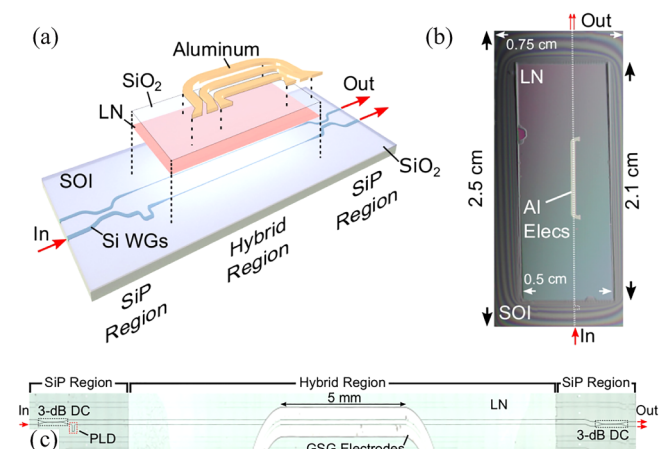 (a)
Aluminum
SiO2
LN
Out
SOI
SiO2
In
Si WGs
SiP
Region
Hybrid
Region
SiP
Region
(b)
Out
0.75 cm
LN
2.5 cm
2.1 cm
Al
Elecs
0.5 cm
SOI
In
SiP Region
Hybrid Region
SiP Region
In
3-dB DC
5 mm
LN
Out
PLD
(c)
GSG Electrodes
3-dB DC